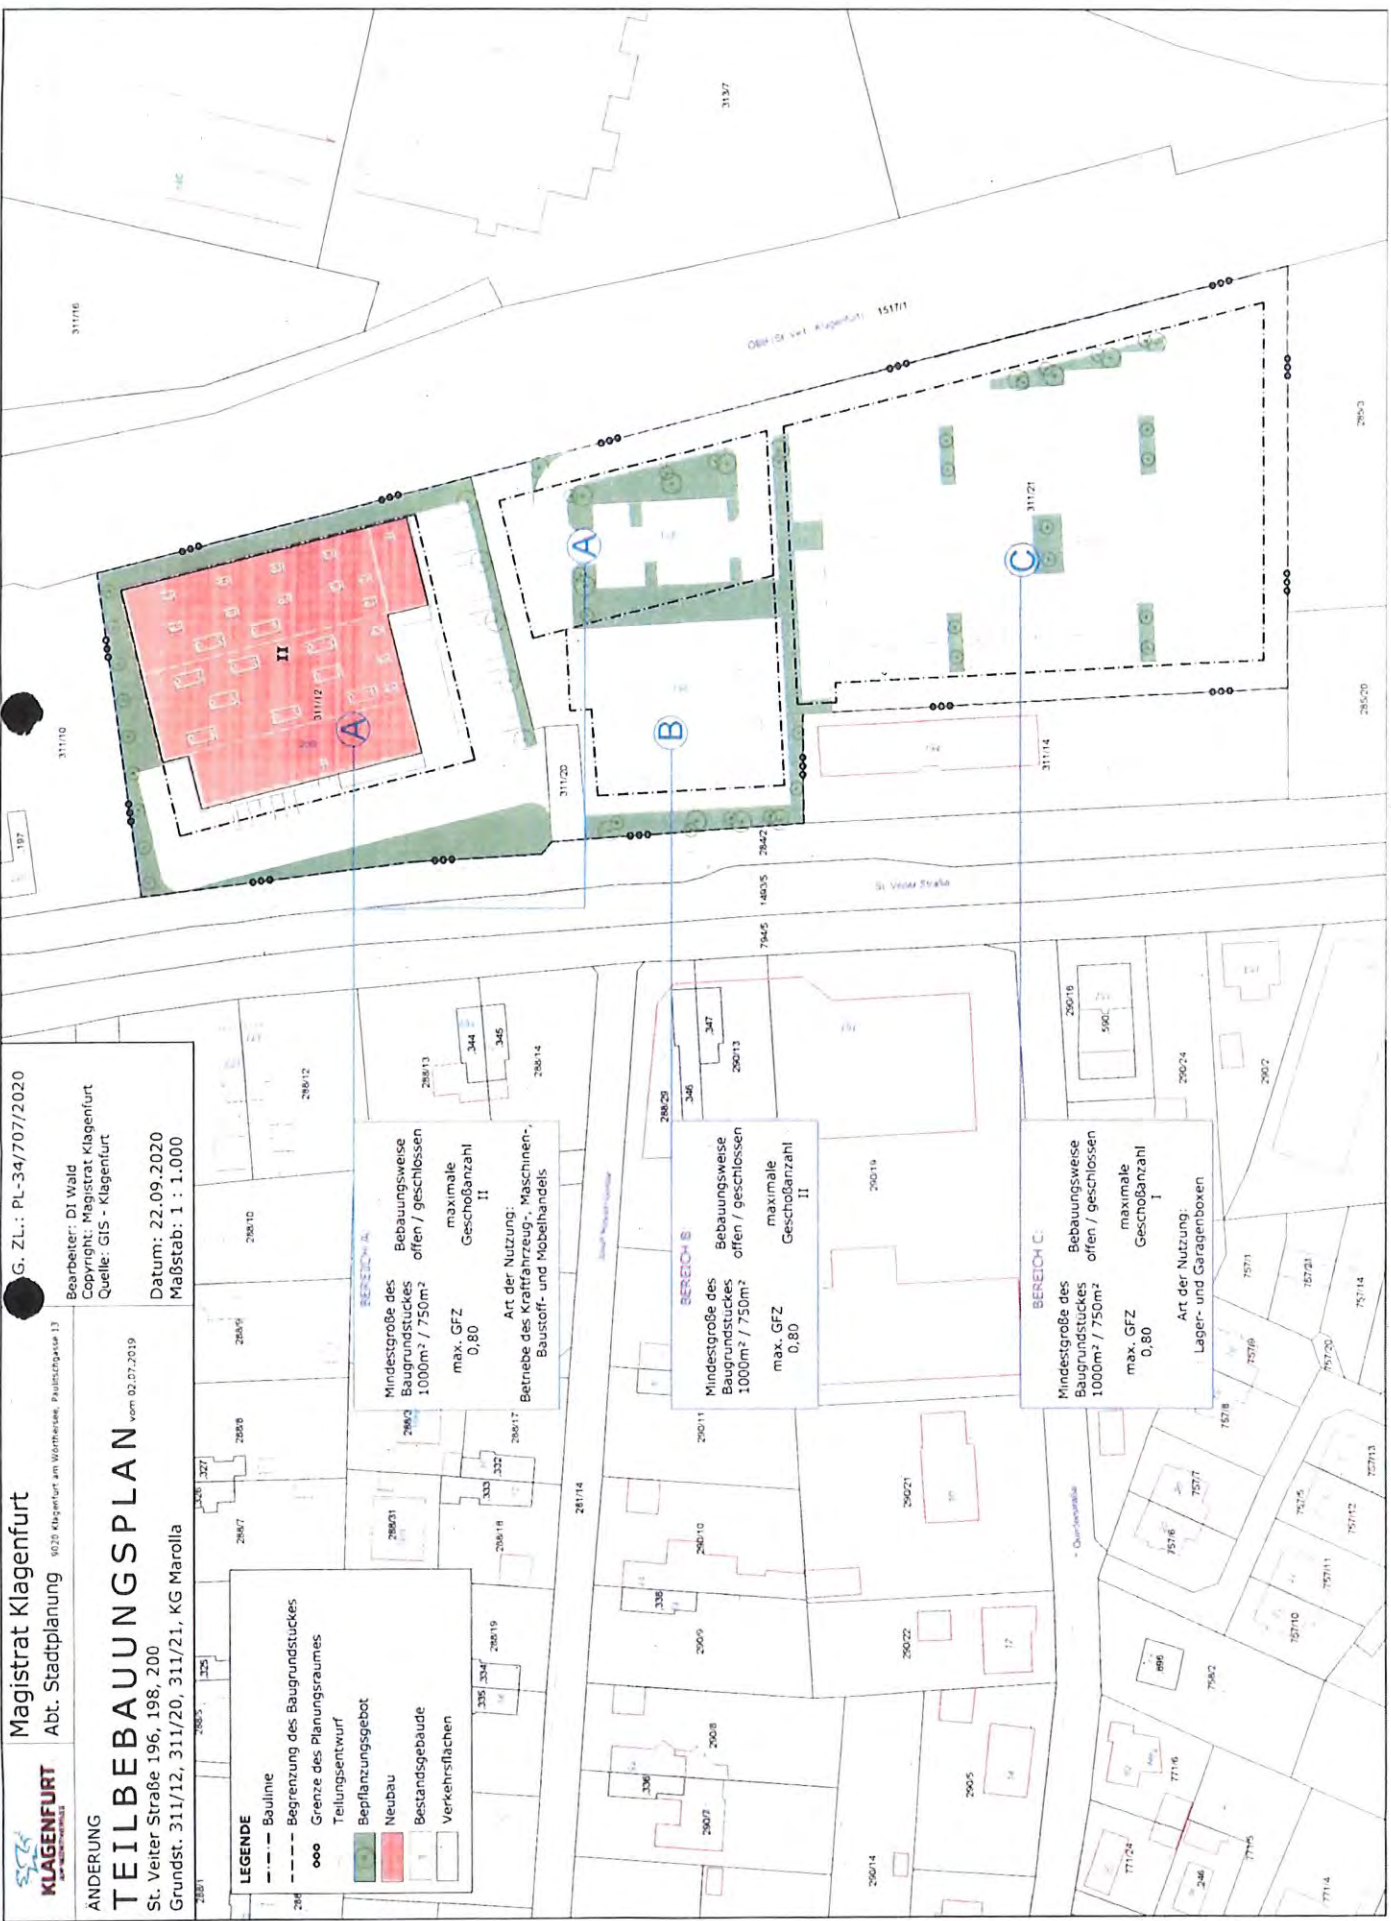 KLAGENFURT
Magistrat Klagenfurt
Abt. Stadtplanung 9020 Klagenfurt am Wörthersee, Paulitschgasse 13
G. ZL.: PL-34/707/2020
Bearbeiter: DI Wald
Copyright: Magistrat Klagenfurt
Quelle: GIS - Klagenfurt
ÄNDERUNG
TEILBEBAUUNGSPLAN vom 02.07.2019
St. Veiter Straße 196, 198, 200
Grundst. 311/12, 311/20, 311/21, KG Marolla
Datum: 22.09.2020
Maßstab: 1 : 1.000
LEGENDE
Baulinie
Begrenzung des Baugrundstückes
Grenze des Planungsraumes
Teilungsentwurf
Bepflanzungsgebot
Neubau
Bestandsgebäude
Verkehrsflächen
BEREICH A:
Mindestgröße des
Baugrundstückes
1000m² / 750m²
Bebauungsweise
offen / geschlossen
max. GFZ
0,80
maximale
Geschoßanzahl
II
Art der Nutzung:
Betriebe des Kraftfahrzeug-, Maschinen-,
Baustoff- und Möbelhandels
BEREICH B
Mindestgröße des
Baugrundstückes
1000m² / 750m²
Bebauungsweise
offen / geschlossen
max. GFZ
0,80
maximale
Geschoßanzahl
II
BEREICH C:
Mindestgröße des
Baugrundstückes
1000m² / 750m²
Bebauungsweise
offen / geschlossen
max. GFZ
0,80
maximale
Geschoßanzahl
I
Art der Nutzung:
Lager- und Garagenboxen
A
A
B
C
II
311/16
313/7
311/10
.197
311/12
311/20
311/21
311/14
1517/1
285/3
285/20
284/2
1493/5
794/5
St. Veiter Straße
288/1
288/5
.325
.326
.327
288/7
288/8
288/9
288/10
288/12
288/13
.344
.345
288/14
288/31
288/17
.332
.333
288/18
288/19
.334
.335
281/14
288/29
.346
.347
290/13
290/19
290/11
290/10
.338
290/9
290/8
.336
290/7
290/21
290/22
17
290/5
290/14
290/16
.590
290/24
290/2
757/1
757/21
757/14
757/9
757/20
757/8
757/7
757/6
757/5
757/13
757/12
757/11
757/10
758/2
.895
771/6
771/24
.246
771/5
771/4